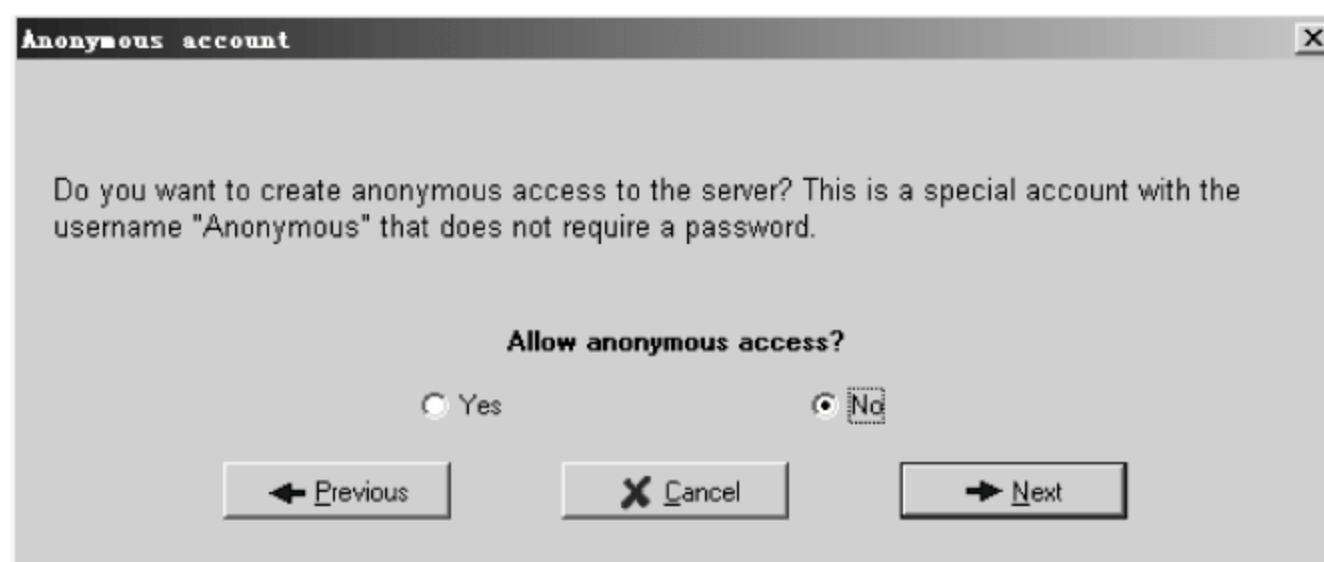 Anonymous account
Do you want to create anonymous access to the server? This is a special account with the
username "Anonymous" that does not require a password.
Allow anonymous access?
Yes No
Previous Cancel Next